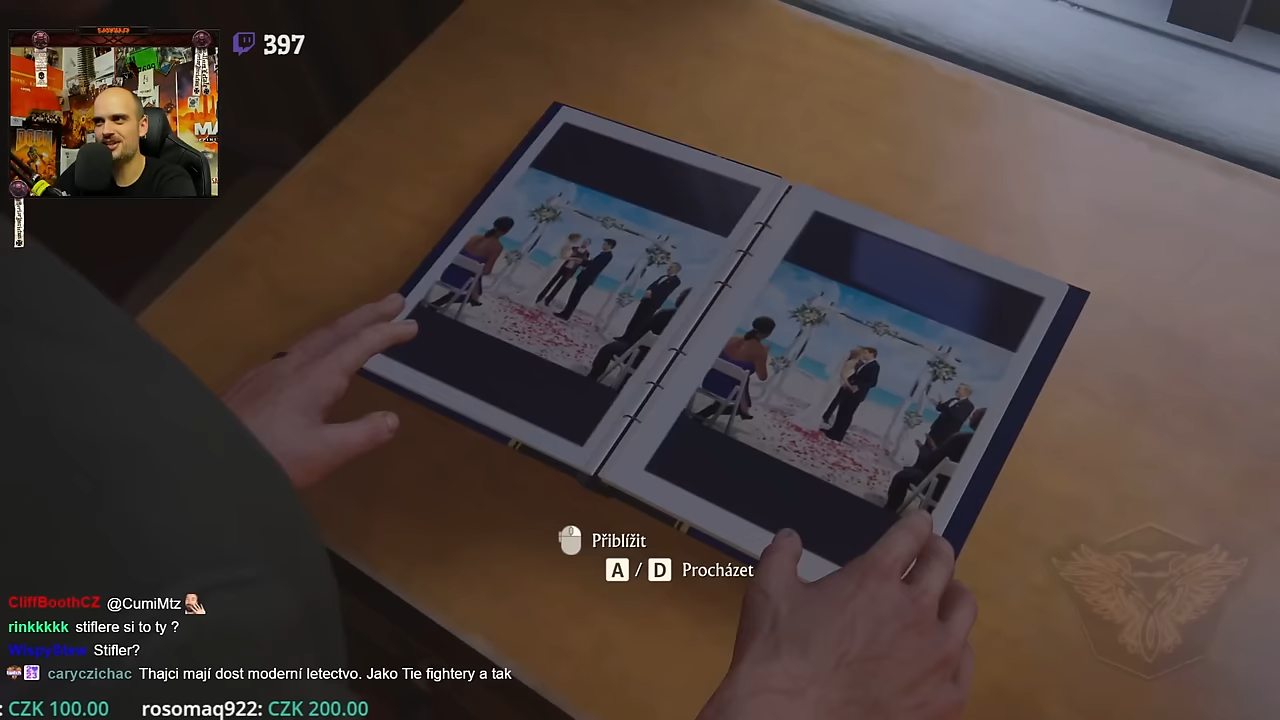 397
Přiblížit
A / D Procházet
CliffBoothCZ @CumiMtz
rinkkkkk stiflere si to ty ?
Stifler?
caryczichac Thajci mají dost moderní letectvo. Jako Tie fightery a tak
: CZK 100.00 rosomaq922: CZK 200.00